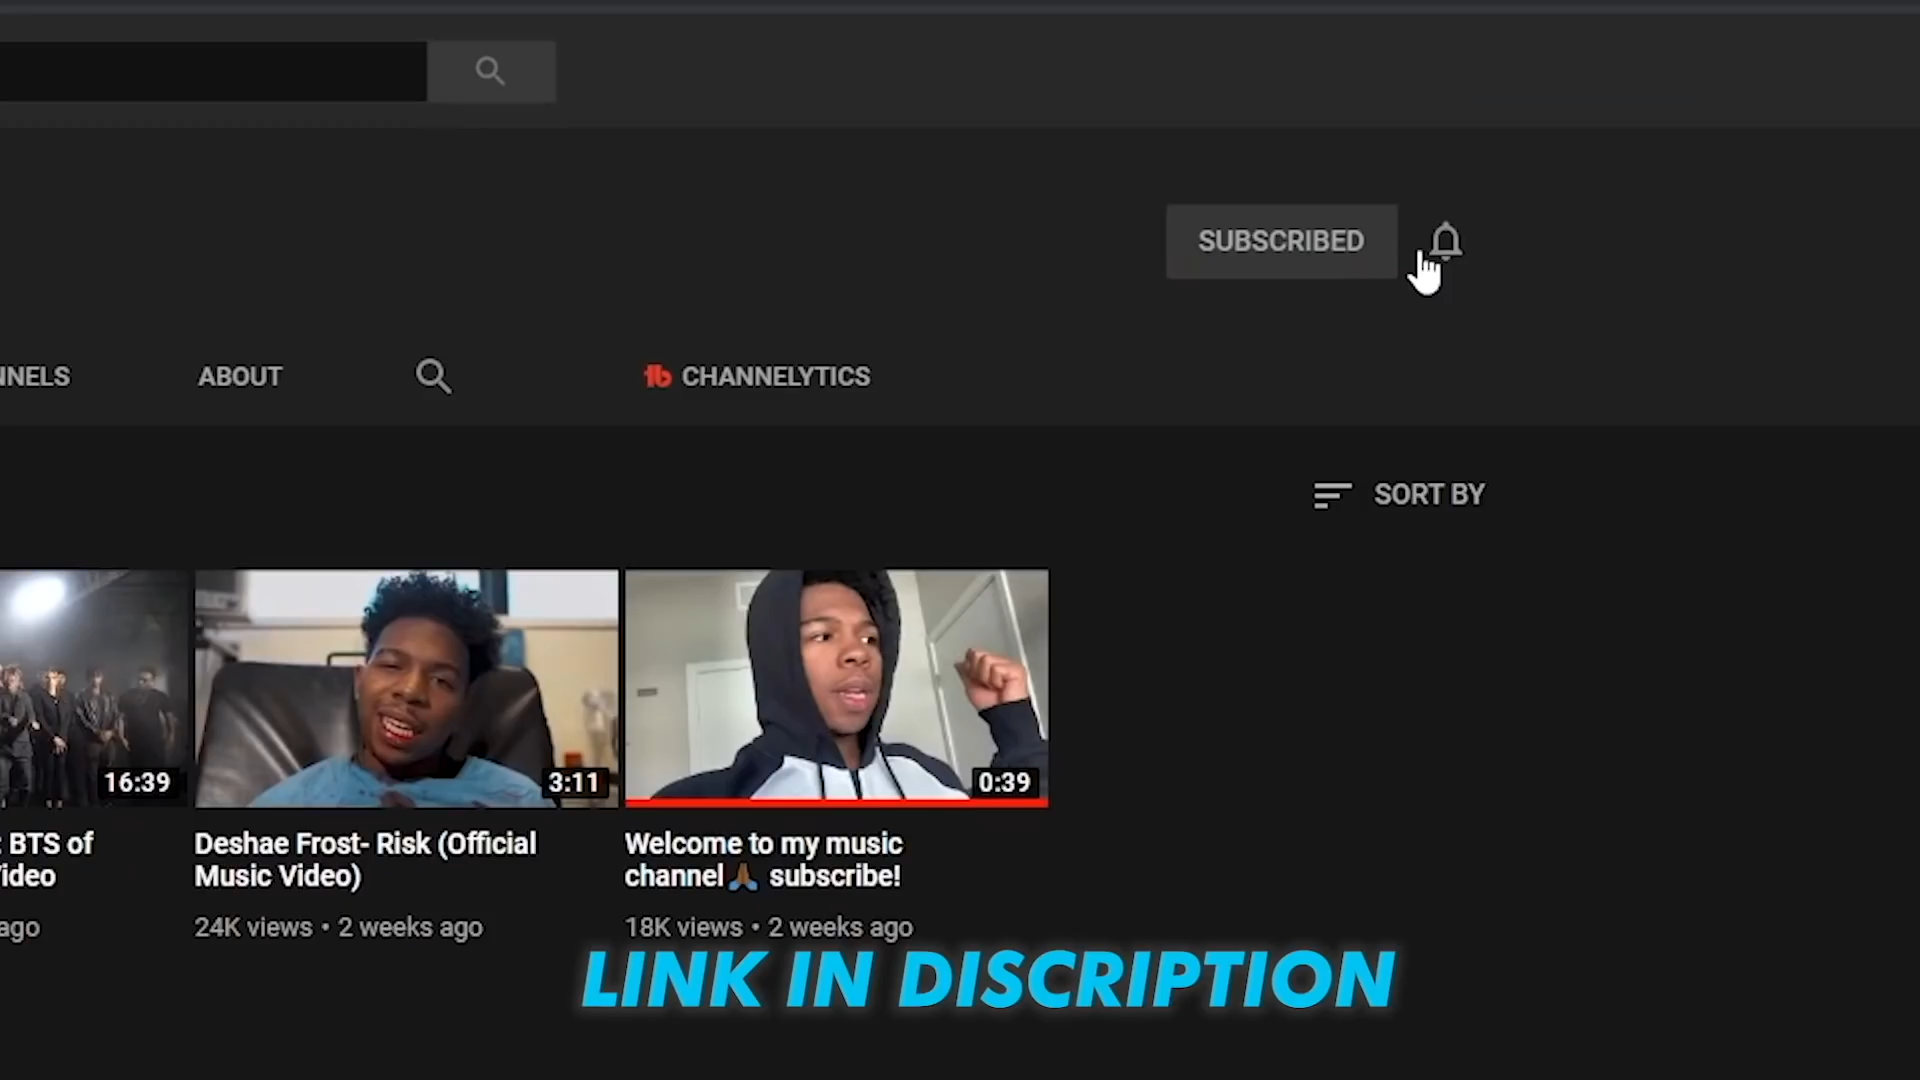 SUBSCRIBED
NNELS
ABOUT
CHANNELYTICS
SORT BY
16:39
3:11
0:39
: BTS of
ideo
ago
Deshae Frost- Risk (Official
Music Video)
24K views • 2 weeks ago
Welcome to my music
channel🙏🏾 subscribe!
18K views • 2 weeks ago
LINK IN DISCRIPTION